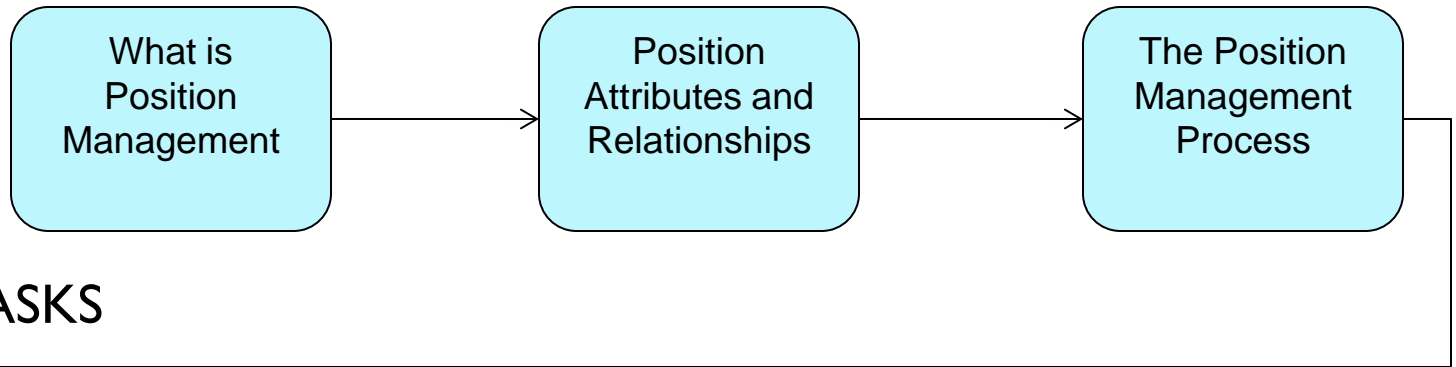 What is
Position
Management
Position
Attributes and
Relationships
The Position
Management
Process
ASKS